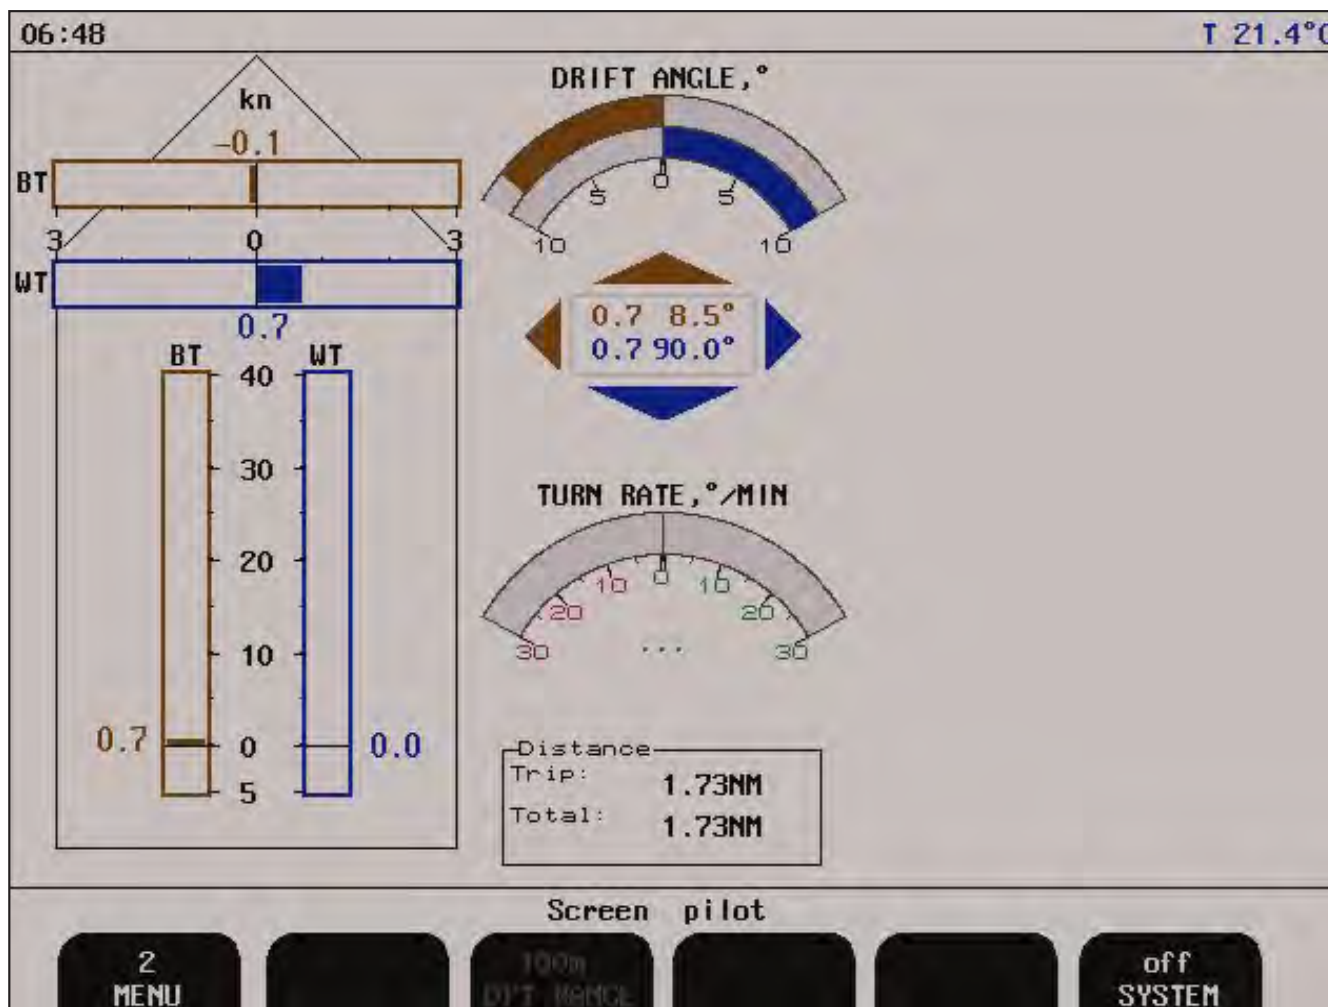 06:48
T 21.4°C
kn
-0.1
BT
3 0 3
WT
0.7
BT WT
40
30
20
10
0.7 0 0.0
5
DRIFT ANGLE,°
10 5 0 5 10
0.7 8.5°
0.7 90.0°
TURN RATE,°/MIN
30 20 10 0 10 20 30
...
Distance
Trip: 1.73NM
Total: 1.73NM
Screen pilot
2
MENU
100m
RANGE
off
SYSTEM